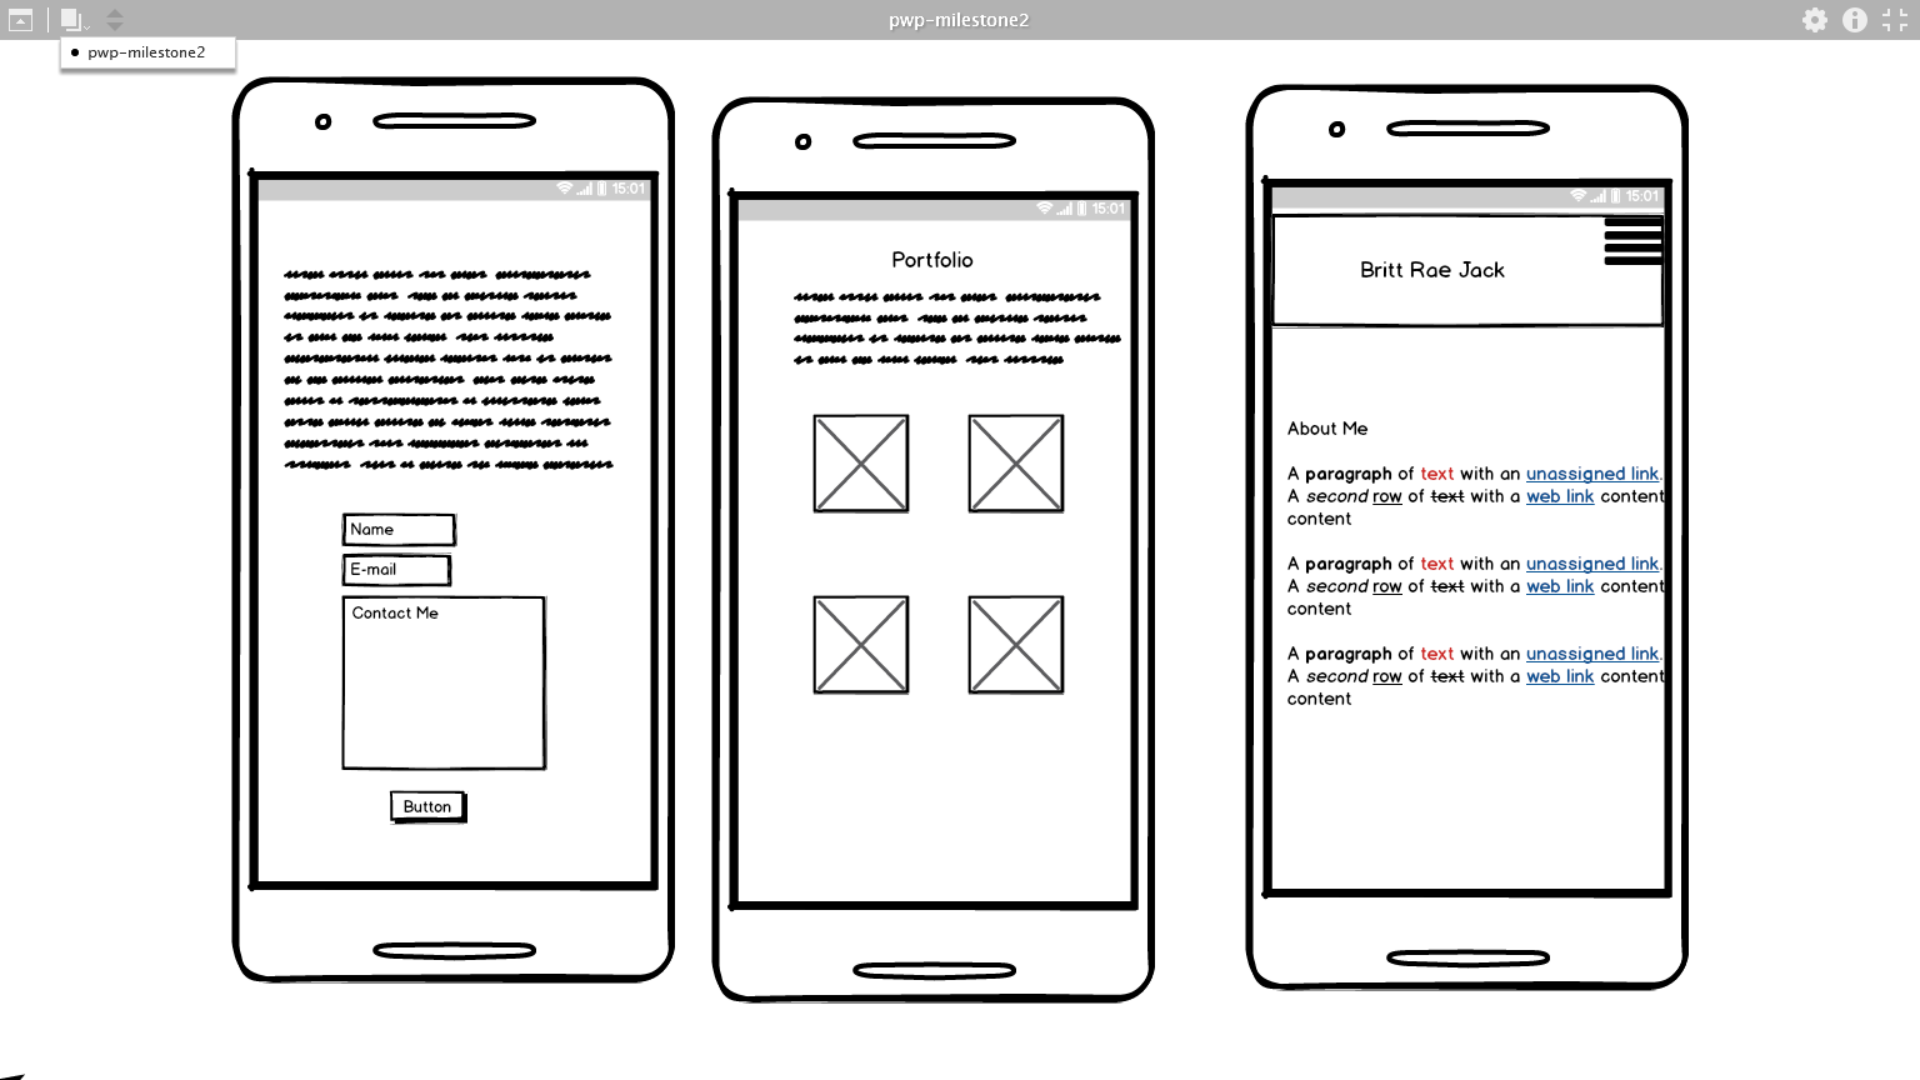 pwp-milestone2
pwp-milestone2
15:01
Name
E-mail
Contact Me
Button
15:01
Portfolio
15:01
Britt Rae Jack
About Me
A paragraph of text with an unassigned link.
A second row of text with a web link content
content
A paragraph of text with an unassigned link.
A second row of text with a web link content
content
A paragraph of text with an unassigned link.
A second row of text with a web link content
content